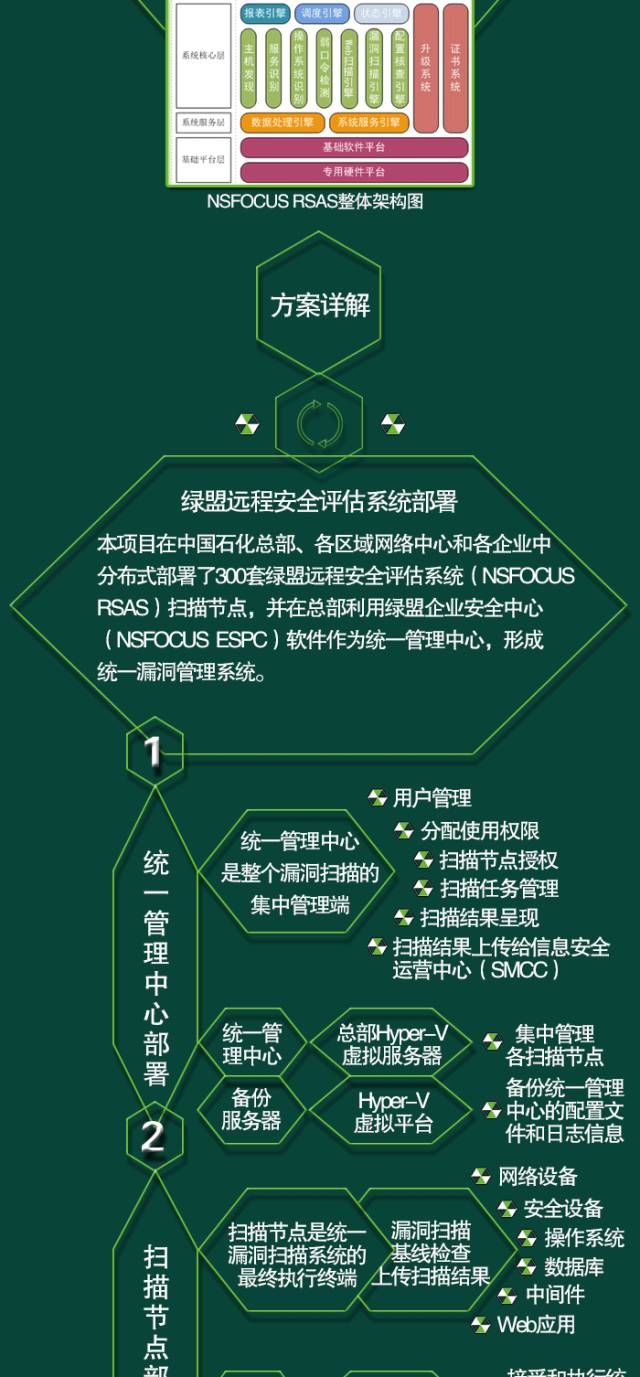 报表引擎
调度引擎
状态引擎
系统核心层
主机发现
服务识别
操作系统识别
弱口令检测
Web扫描引擎
漏洞扫描引擎
配置核查引擎
升级系统
证书系统
系统服务层
数据处理引擎
系统服务引擎
基础平台层
基础软件平台
专用硬件平台
NSFOCUS RSAS整体架构图
方案详解
绿盟远程安全评估系统部署
本项目在中国石化总部、各区域网络中心和各企业中
分布式部署了300套绿盟远程安全评估系统（NSFOCUS
RSAS）扫描节点，并在总部利用绿盟企业安全中心
（NSFOCUS ESPC）软件作为统一管理中心，形成
统一漏洞管理系统。
1
统一管理中心部署
统一管理中心
是整个漏洞扫描的
集中管理端
用户管理
分配使用权限
扫描节点授权
扫描任务管理
扫描结果呈现
扫描结果上传给信息安全
运营中心（SMCC）
统一管
理中心
总部Hyper-V
虚拟服务器
集中管理
各扫描节点
备份
服务器
Hyper-V
虚拟平台
备份统一管理
中心的配置文
件和日志信息
2
扫描节点部
扫描节点是统一
漏洞扫描系统的
最终执行终端
漏洞扫描
基线检查
上传扫描结果
网络设备
安全设备
操作系统
数据库
中间件
Web应用
接受和执行统